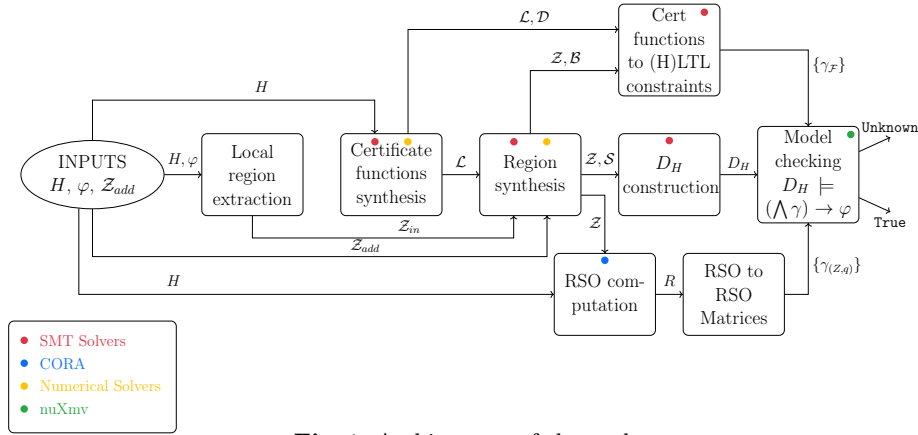 H
ℒ, 𝒟
Cert
functions
to (H)LTL
constraints
𝒵, ℬ
{γ_ℱ}
INPUTS
H, φ, 𝒵_add
H, φ
Local
region
extraction
Certificate
functions
synthesis
ℒ
Region
synthesis
𝒵, 𝒮
D_H
construction
D_H
Model
checking
D_H ⊨
(⋀ γ) → φ
Unknown
True
𝒵_in
𝒵_add
𝒵
H
RSO com-
putation
R
RSO to
RSO
Matrices
{γ_(Z,q)}
SMT Solvers
CORA
Numerical Solvers
nuXmv